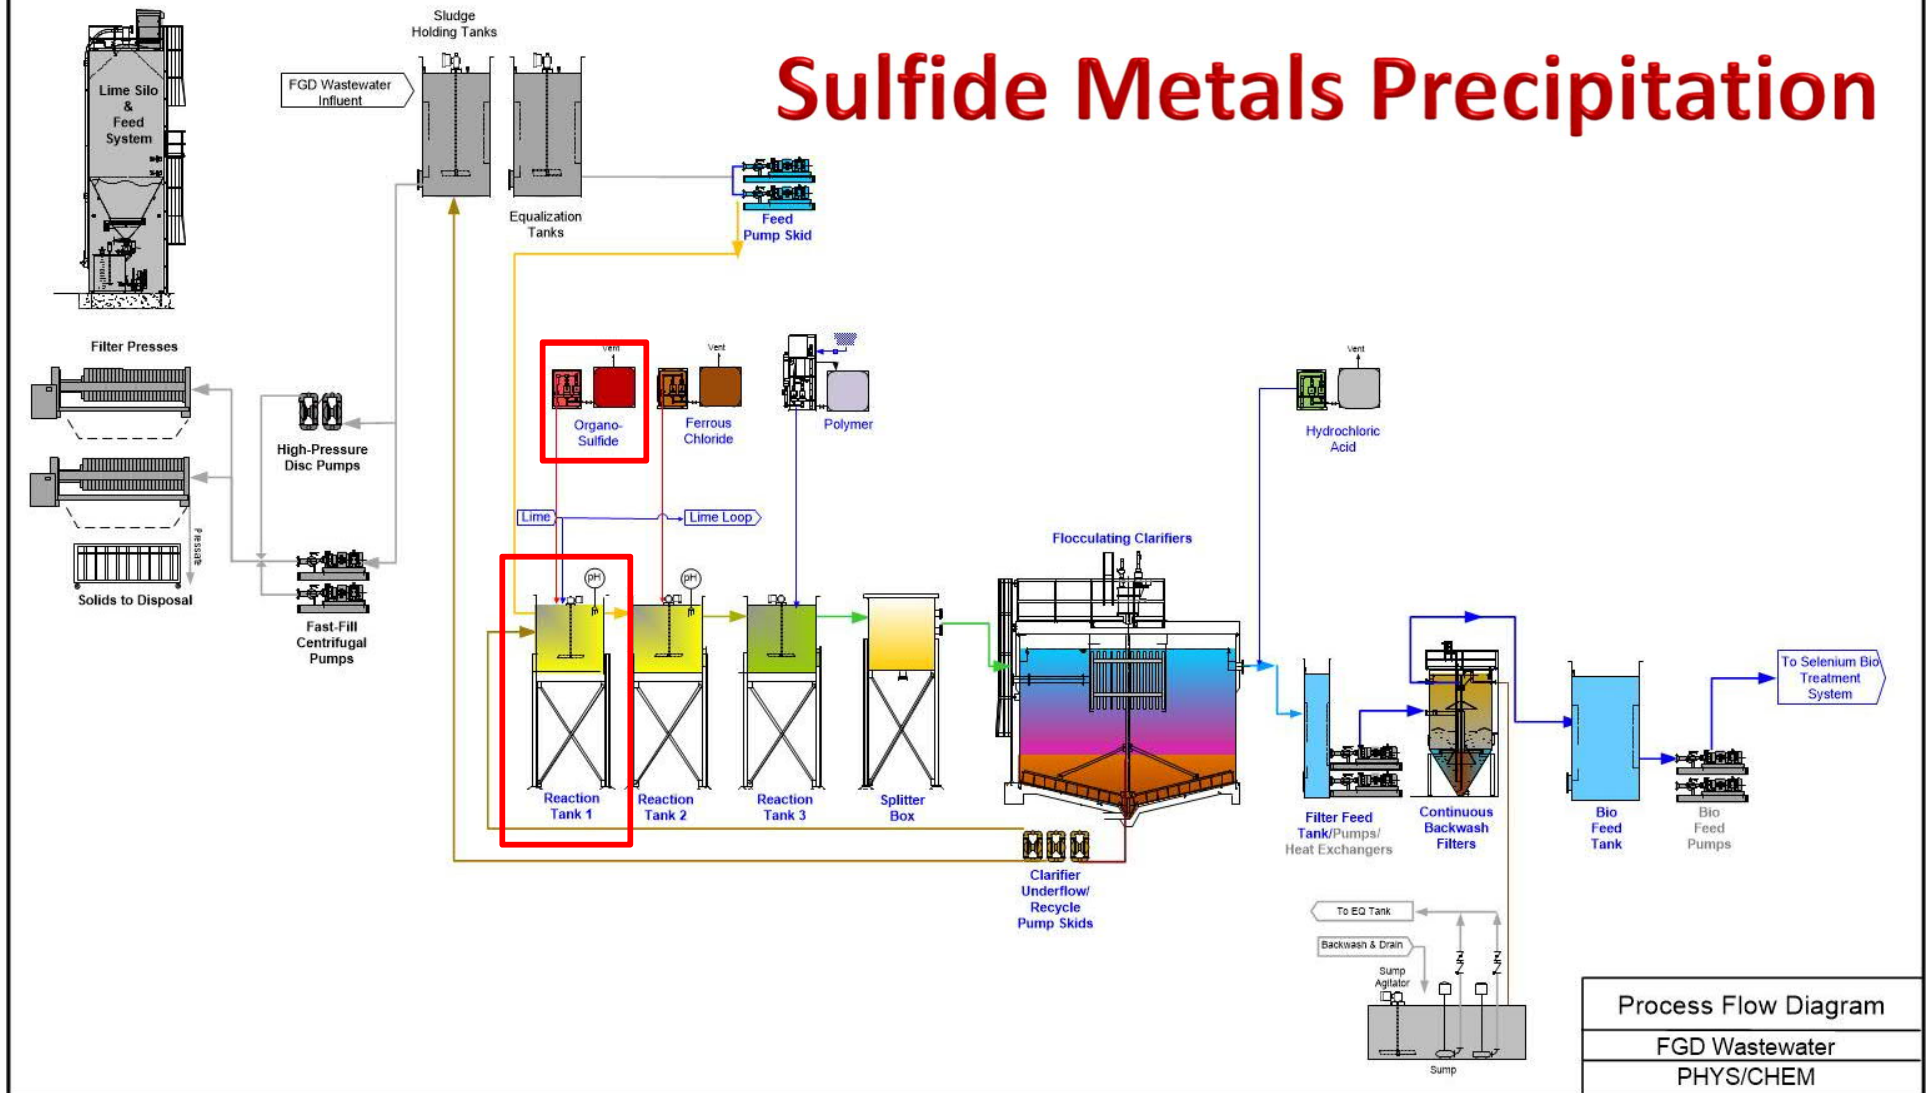 Sulfide Metals Precipitation
Sludge
Holding Tanks
FGD Wastewater
Influent
Lime Silo
&
Feed
System
Equalization
Tanks
Feed
Pump Skid
Filter Presses
High-Pressure
Disc Pumps
Pressate
Solids to Disposal
Fast-Fill
Centrifugal
Pumps
Vent
Organo-
Sulfide
Vent
Ferrous
Chloride
Polymer
Vent
Hydrochloric
Acid
Lime
Lime Loop
pH
pH
Flocculating Clarifiers
Reaction
Tank 1
Reaction
Tank 2
Reaction
Tank 3
Splitter
Box
Clarifier
Underflow/
Recycle
Pump Skids
Filter Feed
Tank/Pumps/
Heat Exchangers
Continuous
Backwash
Filters
Bio
Feed
Tank
Bio
Feed
Pumps
To Selenium Bio
Treatment
System
To EQ Tank
Backwash & Drain
Sump
Agitator
Sump
Process Flow Diagram
FGD Wastewater
PHYS/CHEM